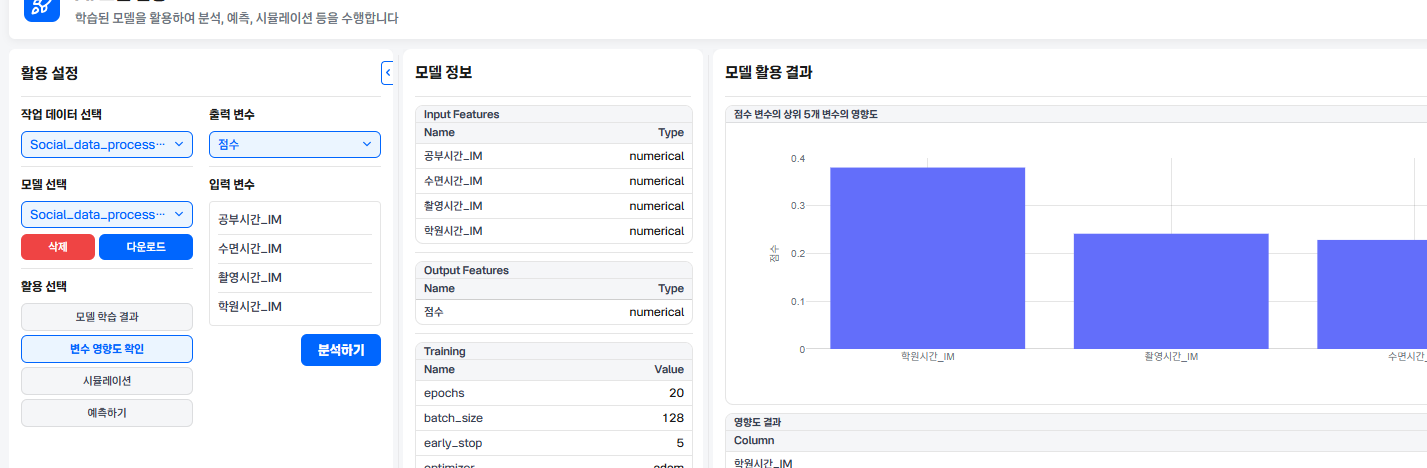 학습된 모델을 활용하여 분석, 예측, 시뮬레이션 등을 수행합니다
활용 설정
작업 데이터 선택
Social_data_process···
출력 변수
점수
모델 선택
Social_data_process···
삭제
다운로드
입력 변수
공부시간_IM
수면시간_IM
촬영시간_IM
학원시간_IM
활용 선택
모델 학습 결과
변수 영향도 확인
시뮬레이션
예측하기
분석하기
모델 정보
Input Features
Name Type
공부시간_IM numerical
수면시간_IM numerical
촬영시간_IM numerical
학원시간_IM numerical
Output Features
Name Type
점수 numerical
Training
Name Value
epochs 20
batch_size 128
early_stop 5
optimizer adam
모델 활용 결과
점수 변수의 상위 5개 변수의 영향도
0.4
0.3
0.2
0.1
0
점수
학원시간_IM
촬영시간_IM
수면시간_
영향도 결과
Column
학원시간_IM